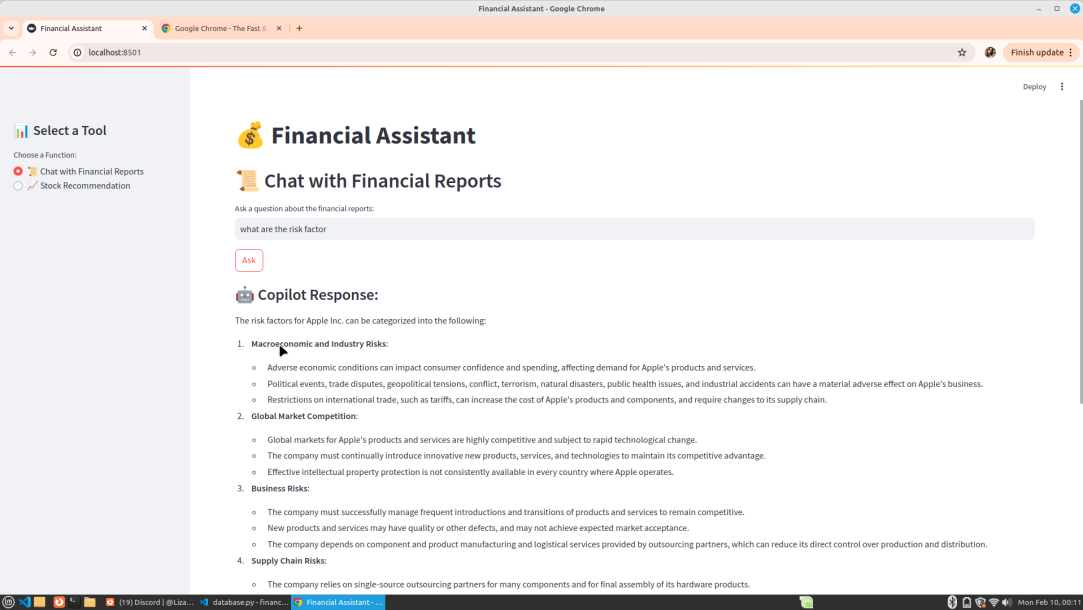 Financial Assistant - Google Chrome
Financial Assistant
Google Chrome - The Fast &
localhost:8501
Finish update
Deploy
Select a Tool
Choose a Function:
Chat with Financial Reports
Stock Recommendation
Financial Assistant
Chat with Financial Reports
Ask a question about the financial reports:
what are the risk factor
Ask
Copilot Response:
The risk factors for Apple Inc. can be categorized into the following:
1. Macroeconomic and Industry Risks:
Adverse economic conditions can impact consumer confidence and spending, affecting demand for Apple's products and services.
Political events, trade disputes, geopolitical tensions, conflict, terrorism, natural disasters, public health issues, and industrial accidents can have a material adverse effect on Apple's business.
Restrictions on international trade, such as tariffs, can increase the cost of Apple's products and components, and require changes to its supply chain.
2. Global Market Competition:
Global markets for Apple's products and services are highly competitive and subject to rapid technological change.
The company must continually introduce innovative new products, services, and technologies to maintain its competitive advantage.
Effective intellectual property protection is not consistently available in every country where Apple operates.
3. Business Risks:
The company must successfully manage frequent introductions and transitions of products and services to remain competitive.
New products and services may have quality or other defects, and may not achieve expected market acceptance.
The company depends on component and product manufacturing and logistical services provided by outsourcing partners, which can reduce its direct control over production and distribution.
4. Supply Chain Risks:
The company relies on single-source outsourcing partners for many components and for final assembly of its hardware products.
(19) Discord | @Liza...
database.py - financ...
Financial Assistant - ...
Mon Feb 10, 00:11